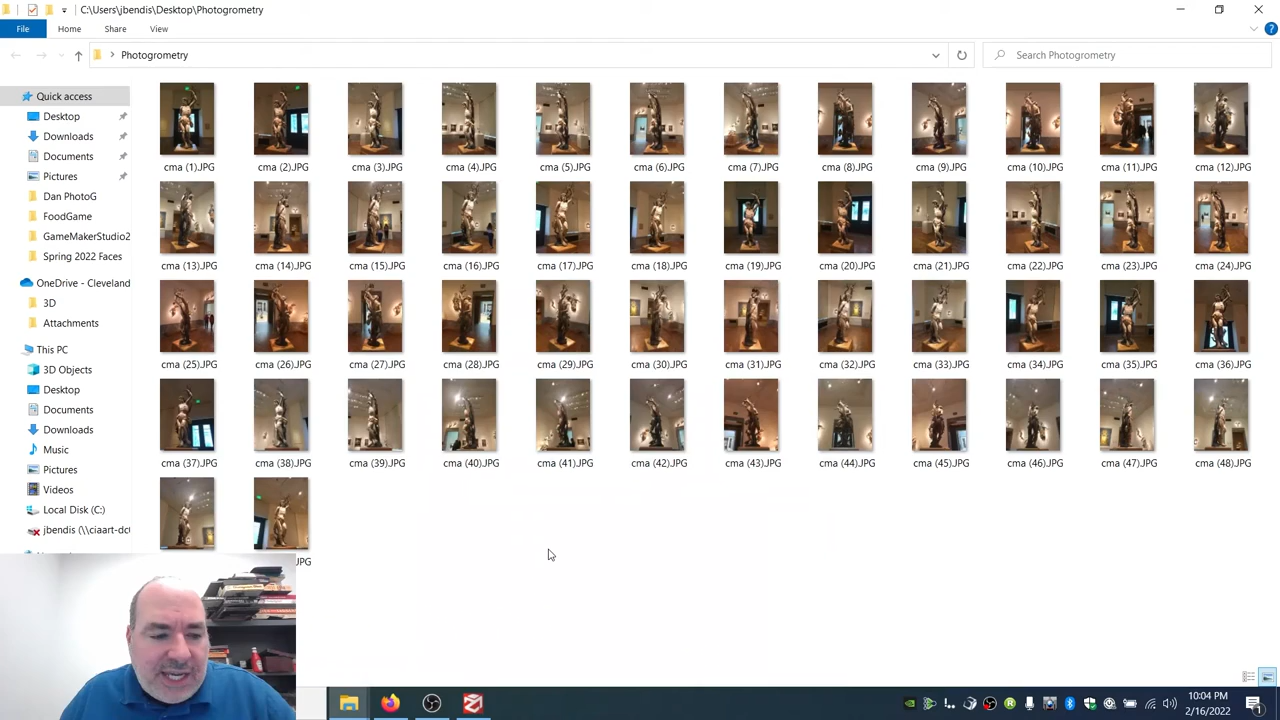 C:\Users\jbendis\Desktop\Photogrometry
File Home Share View
Photogrometry
Search Photogrometry
Quick access
Desktop
Downloads
Documents
Pictures
Dan PhotoG
FoodGame
GameMakerStudio2
Spring 2022 Faces
OneDrive - Cleveland
3D
Attachments
This PC
3D Objects
Desktop
Documents
Downloads
Music
Pictures
Videos
Local Disk (C:)
jbendis (\\ciaart-dc
cma (1).JPG cma (2).JPG cma (3).JPG cma (4).JPG cma (5).JPG cma (6).JPG cma (7).JPG cma (8).JPG cma (9).JPG cma (10).JPG cma (11).JPG cma (12).JPG
cma (13).JPG cma (14).JPG cma (15).JPG cma (16).JPG cma (17).JPG cma (18).JPG cma (19).JPG cma (20).JPG cma (21).JPG cma (22).JPG cma (23).JPG cma (24).JPG
cma (25).JPG cma (26).JPG cma (27).JPG cma (28).JPG cma (29).JPG cma (30).JPG cma (31).JPG cma (32).JPG cma (33).JPG cma (34).JPG cma (35).JPG cma (36).JPG
cma (37).JPG cma (38).JPG cma (39).JPG cma (40).JPG cma (41).JPG cma (42).JPG cma (43).JPG cma (44).JPG cma (45).JPG cma (46).JPG cma (47).JPG cma (48).JPG
JPG
10:04 PM
2/16/2022